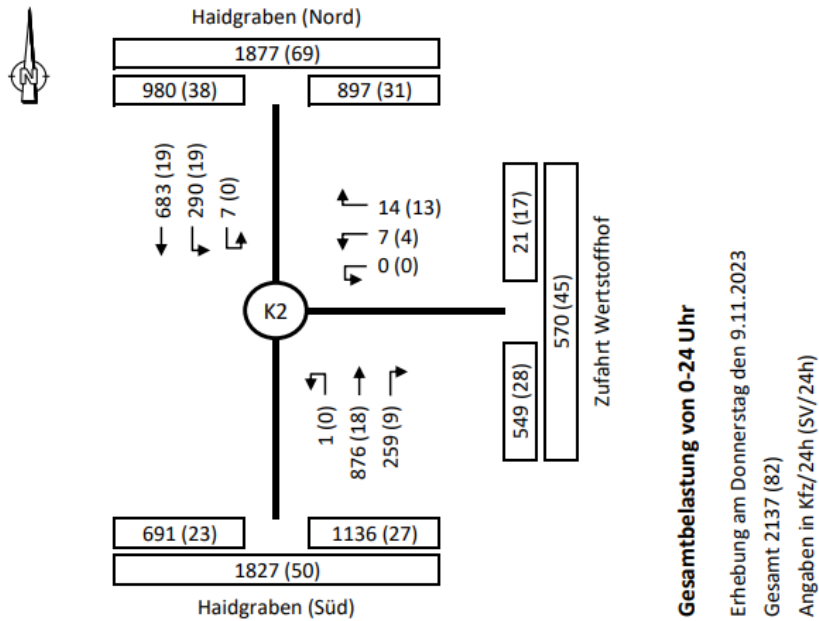 Haidgraben (Nord)
1877 (69)
980 (38)
897 (31)
N
683 (19)
290 (19)
7 (0)
14 (13)
7 (4)
0 (0)
21 (17)
570 (45)
549 (28)
Zufahrt Wertstoffhof
K2
1 (0)
876 (18)
259 (9)
691 (23)
1136 (27)
1827 (50)
Haidgraben (Süd)
Gesamtbelastung von 0-24 Uhr
Erhebung am Donnerstag den 9.11.2023
Gesamt 2137 (82)
Angaben in Kfz/24h (SV/24h)